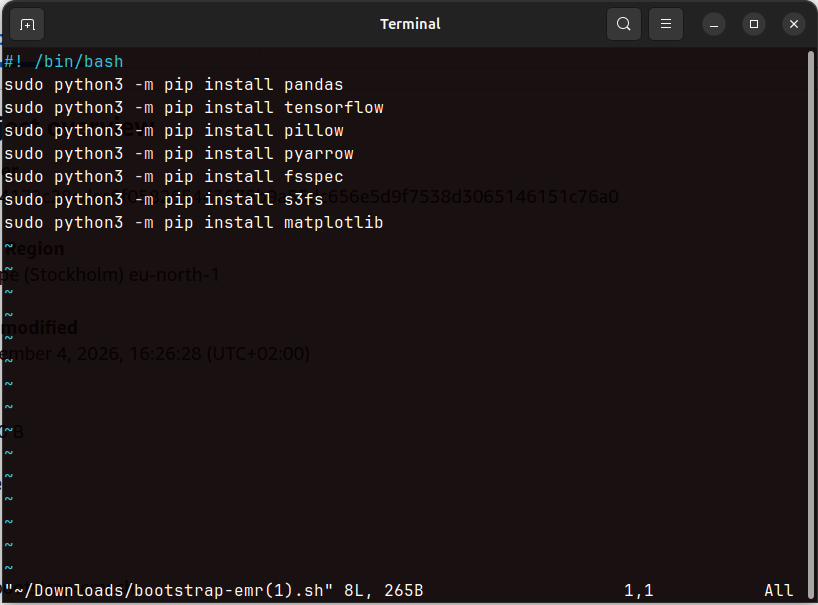 Terminal
#! /bin/bash
sudo python3 -m pip install pandas
sudo python3 -m pip install tensorflow
sudo python3 -m pip install pillow
sudo python3 -m pip install pyarrow
sudo python3 -m pip install fsspec
656e5d9f7538d3065146151c76a0
sudo python3 -m pip install s3fs
sudo python3 -m pip install matplotlib
~
Region
~
pe (Stockholm) eu-north-1
~
~
modified
~
ember 4, 2026, 16:26:28 (UTC+02:00)
~
~
~
~
B
~
~
~
~
~
~
"~/Downloads/bootstrap-emr(1).sh" 8L, 265B 1,1 All